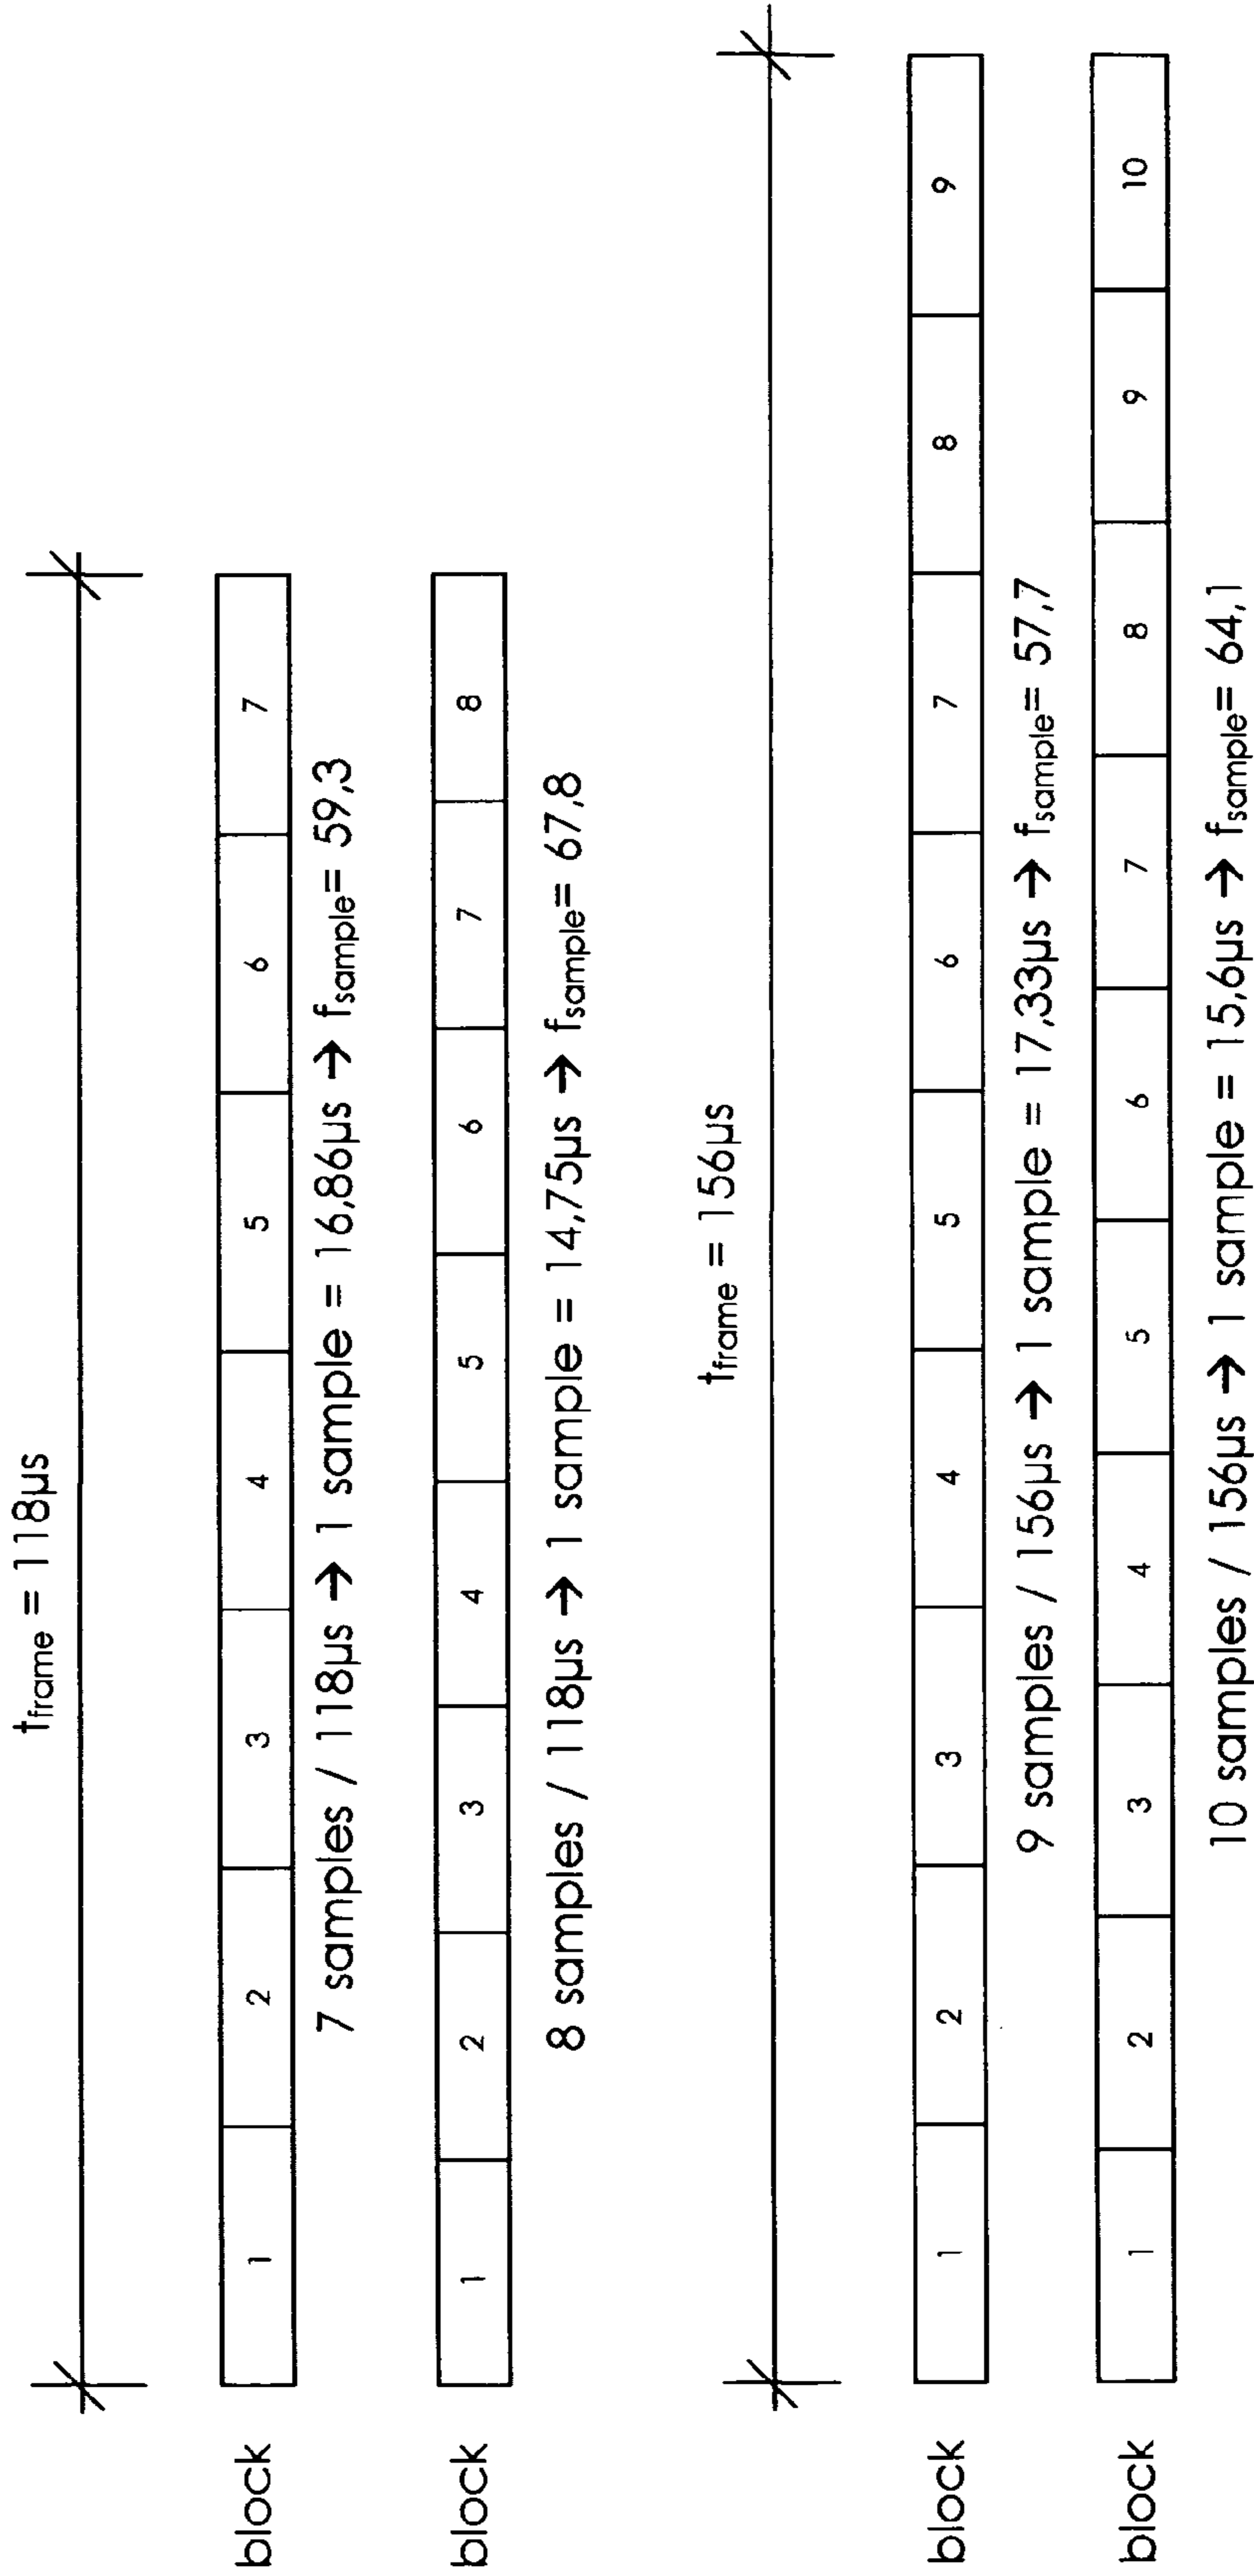 t_frame = 118µs
block 1 2 3 4 5 6 7
7 samples / 118µs → 1 sample = 16,86µs → f_sample= 59,3
block 1 2 3 4 5 6 7 8
8 samples / 118µs → 1 sample = 14,75µs → f_sample= 67,8
t_frame = 156µs
block 1 2 3 4 5 6 7 8 9
9 samples / 156µs → 1 sample = 17,33µs → f_sample= 57,7
block 1 2 3 4 5 6 7 8 9 10
10 samples / 156µs → 1 sample = 15,6µs → f_sample= 64,1